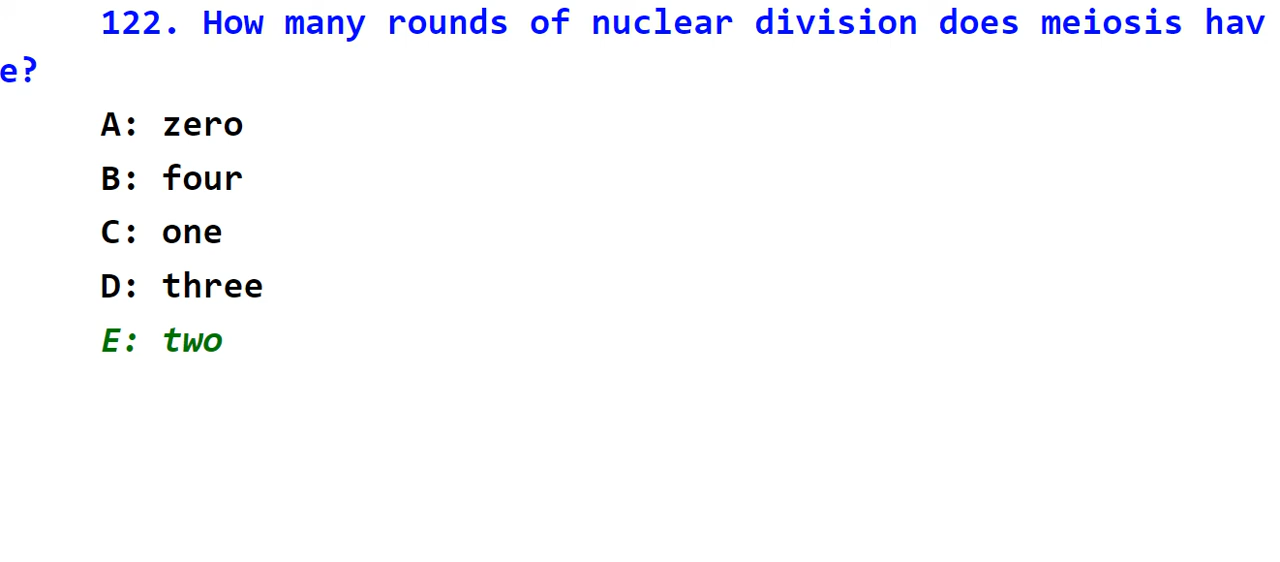 122. How many rounds of nuclear division does meiosis hav
e?
A: zero
B: four
C: one
D: three
E: two